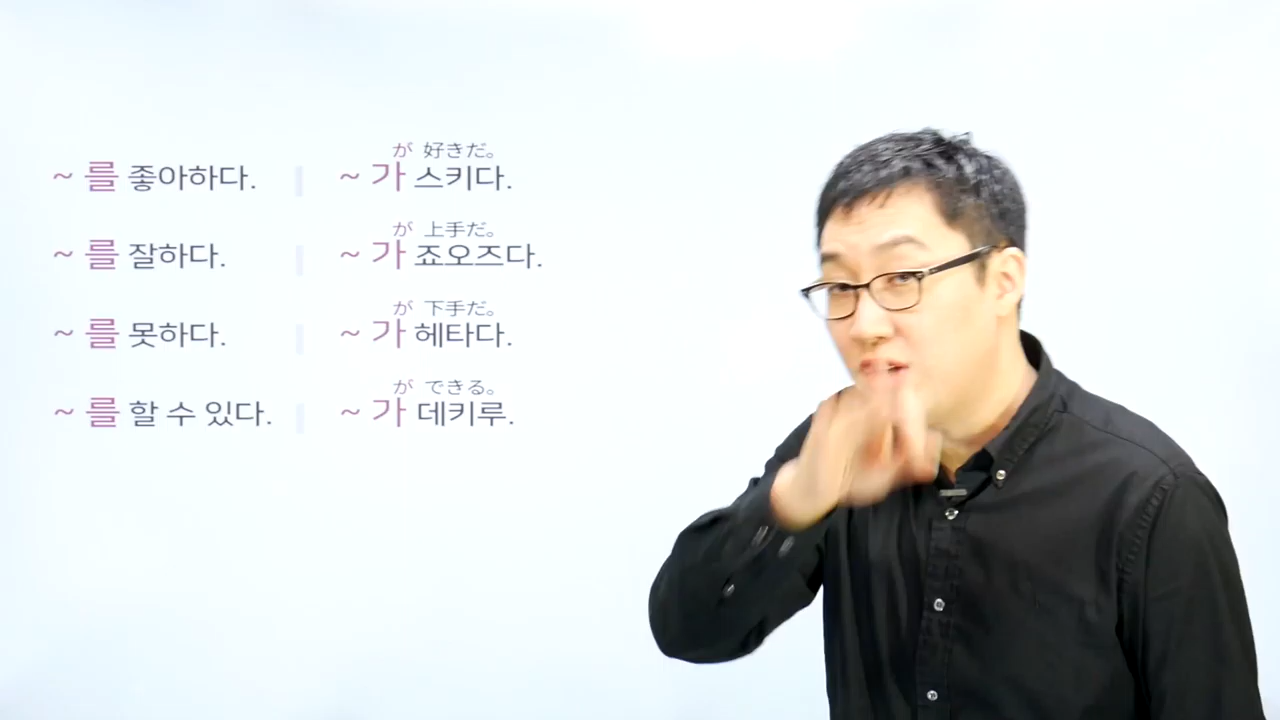 ~ 를 좋아하다.
が 好きだ。
~ 가 스키다.
~ 를 잘하다.
が 上手だ。
~ 가 죠오즈다.
~ 를 못하다.
が 下手だ。
~ 가 헤타다.
~ 를 할 수 있다.
が できる。
~ 가 데키루.